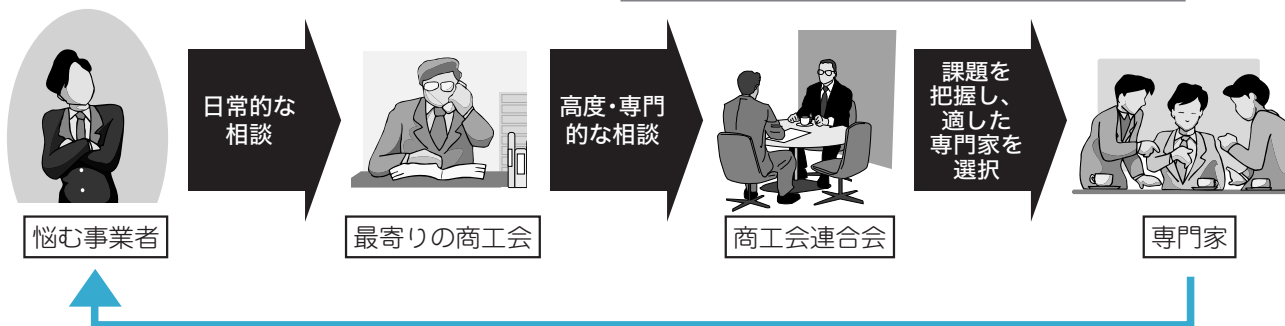 日常的な
相談
高度・専門
的な相談
課題を
把握し、
適した
専門家を
選択
悩む事業者
最寄りの商工会
商工会連合会
専門家